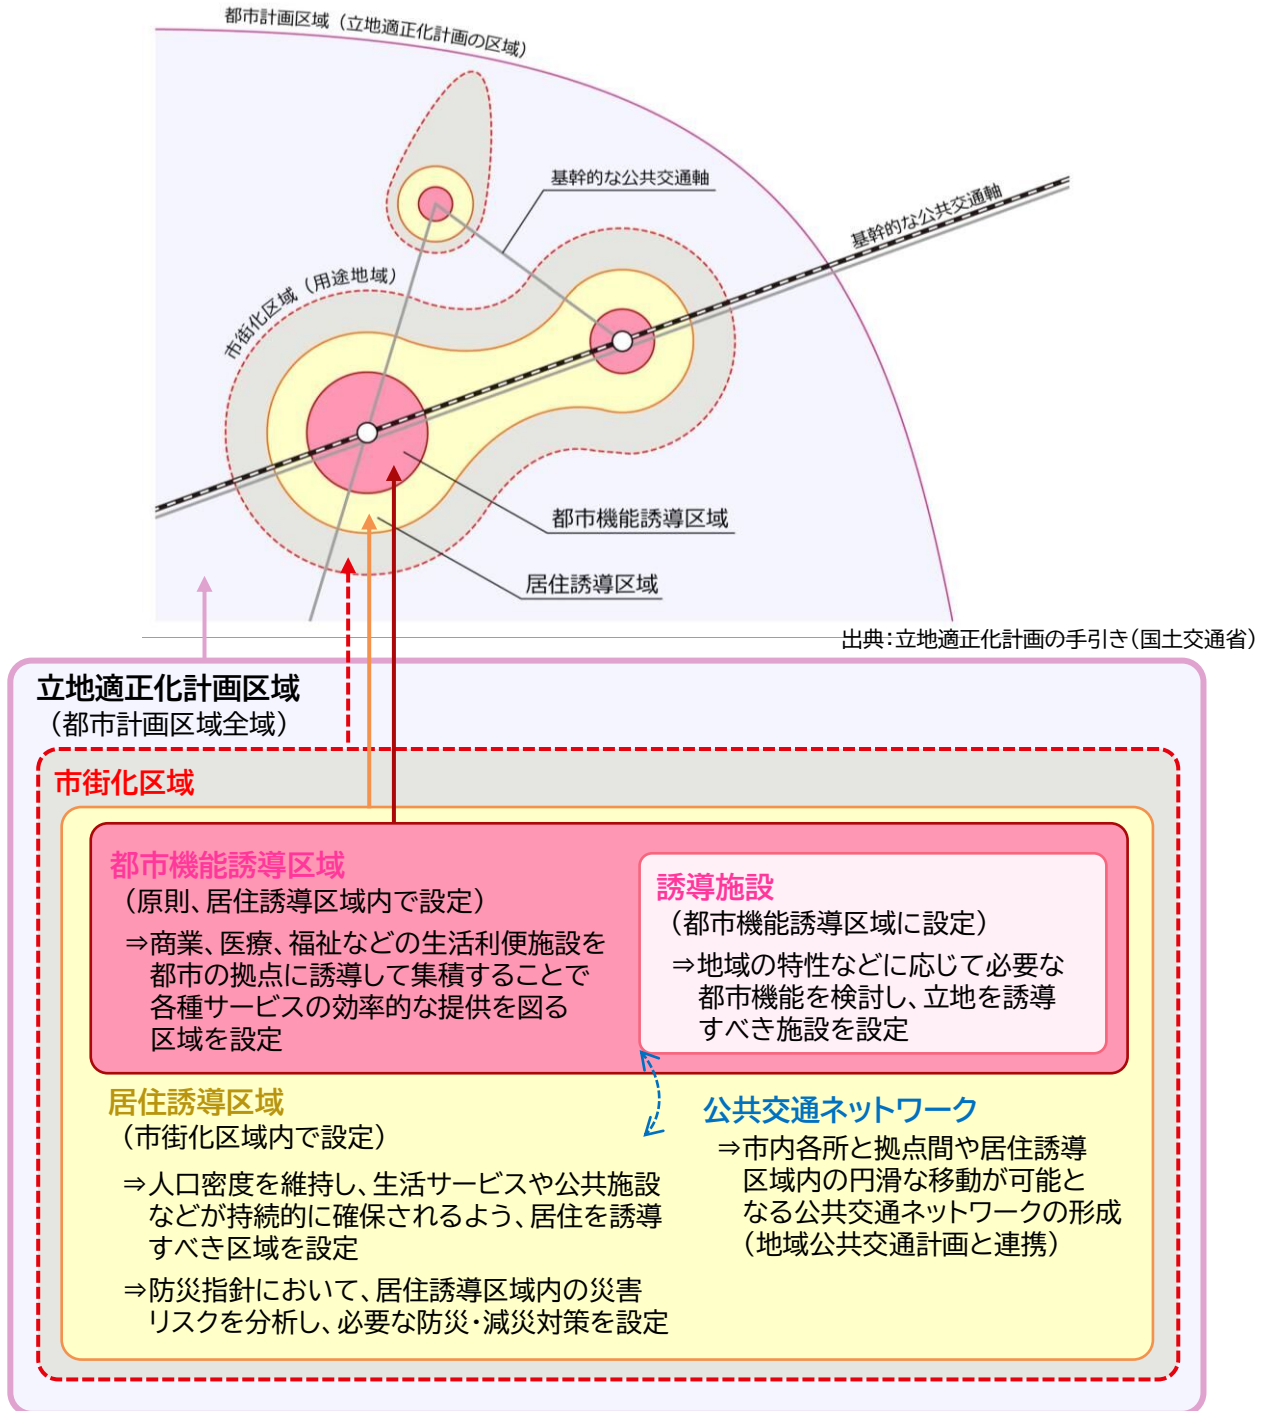 都市計画区域（立地適正化計画の区域）
基幹的な公共交通軸
基幹的な公共交通軸
市街化区域（用途地域）
都市機能誘導区域
居住誘導区域
出典：立地適正化計画の手引き（国土交通省）
立地適正化計画区域
（都市計画区域全域）
市街化区域
都市機能誘導区域
（原則、居住誘導区域内で設定）
⇒商業、医療、福祉などの生活利便施設を
都市の拠点に誘導して集積することで
各種サービスの効率的な提供を図る
区域を設定
誘導施設
（都市機能誘導区域に設定）
⇒地域の特性などに応じて必要な
都市機能を検討し、立地を誘導
すべき施設を設定
居住誘導区域
（市街化区域内で設定）
⇒人口密度を維持し、生活サービスや公共施設
などが持続的に確保されるよう、居住を誘導
すべき区域を設定
⇒防災指針において、居住誘導区域内の災害
リスクを分析し、必要な防災・減災対策を設定
公共交通ネットワーク
⇒市内各所と拠点間や居住誘導
区域内の円滑な移動が可能と
なる公共交通ネットワークの形成
（地域公共交通計画と連携）